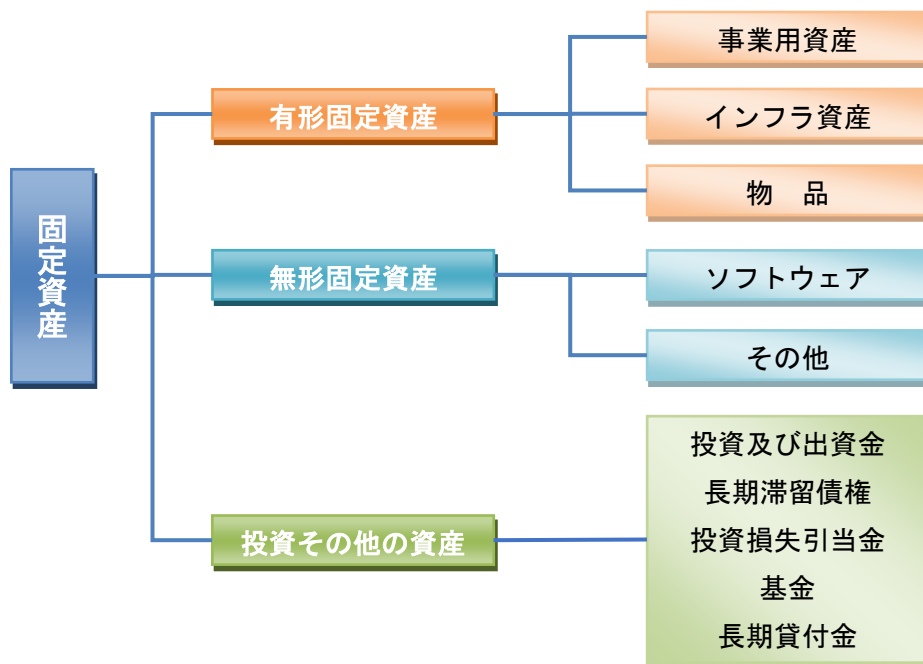 固定資産
有形固定資産
事業用資産
インフラ資産
物　品
無形固定資産
ソフトウェア
その他
投資その他の資産
投資及び出資金
長期滞留債権
投資損失引当金
基金
長期貸付金